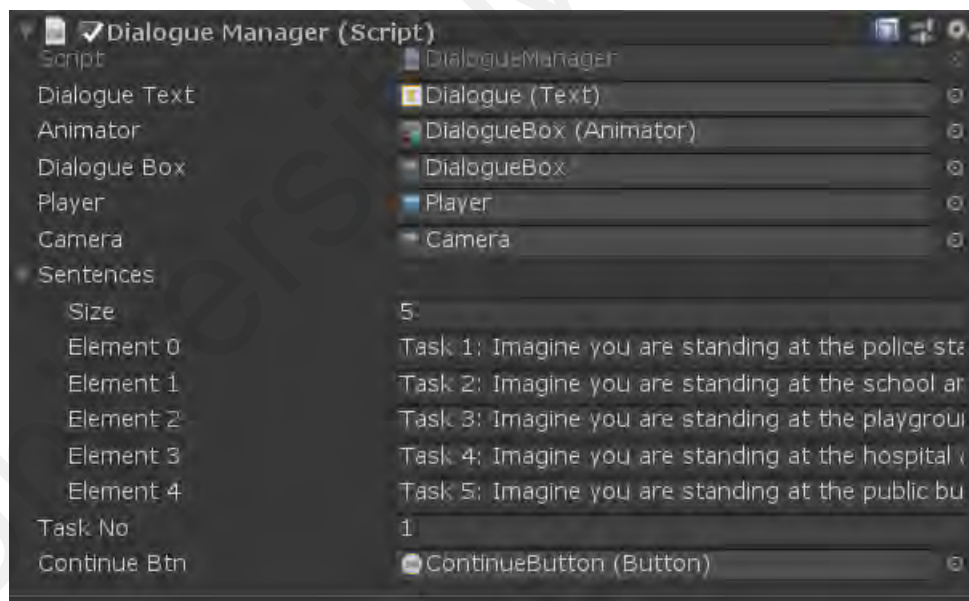 Dialogue Manager (Script)
Script DialogueManager
Dialogue Text Dialogue (Text)
Animator DialogueBox (Animator)
Dialogue Box DialogueBox
Player Player
Camera Camera
Sentences
Size 5
Element 0 Task 1: Imagine you are standing at the police sta
Element 1 Task 2: Imagine you are standing at the school ar
Element 2 Task 3: Imagine you are standing at the playgrou
Element 3 Task 4: Imagine you are standing at the hospital
Element 4 Task 5: Imagine you are standing at the public bu
Task No 1
Continue Btn ContinueButton (Button)